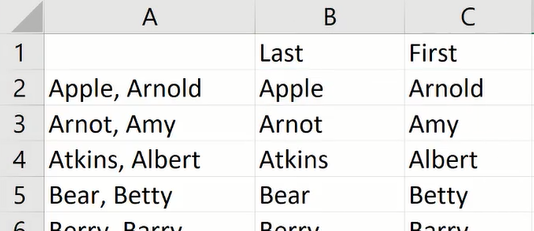 A B C
1 Last First
2 Apple, Arnold Apple Arnold
3 Arnot, Amy Arnot Amy
4 Atkins, Albert Atkins Albert
5 Bear, Betty Bear Betty
6 Berry, Barry Berry Barry